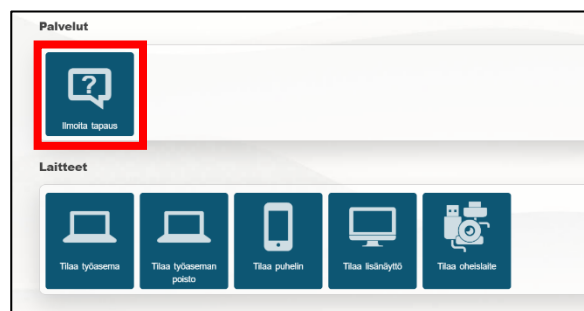 Palvelut
?
Ilmoita tapaus
Laitteet
Tilaa työasema
Tilaa työaseman
poisto
Tilaa puhelin
Tilaa lisänäyttö
Tilaa oheislaite